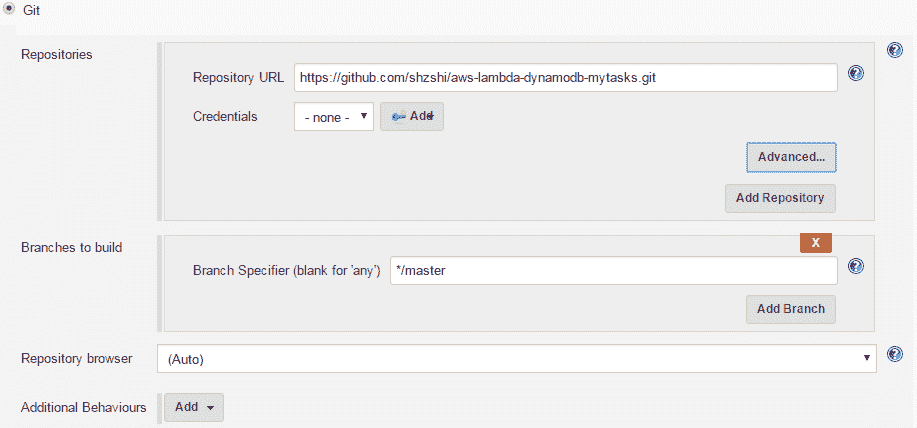 Git
Repositories
Repository URL https://github.com/shzshi/aws-lambda-dynamodb-mytasks.git
Credentials - none - Add
Advanced...
Add Repository
Branches to build
X
Branch Specifier (blank for 'any') */master
Add Branch
Repository browser (Auto)
Additional Behaviours Add